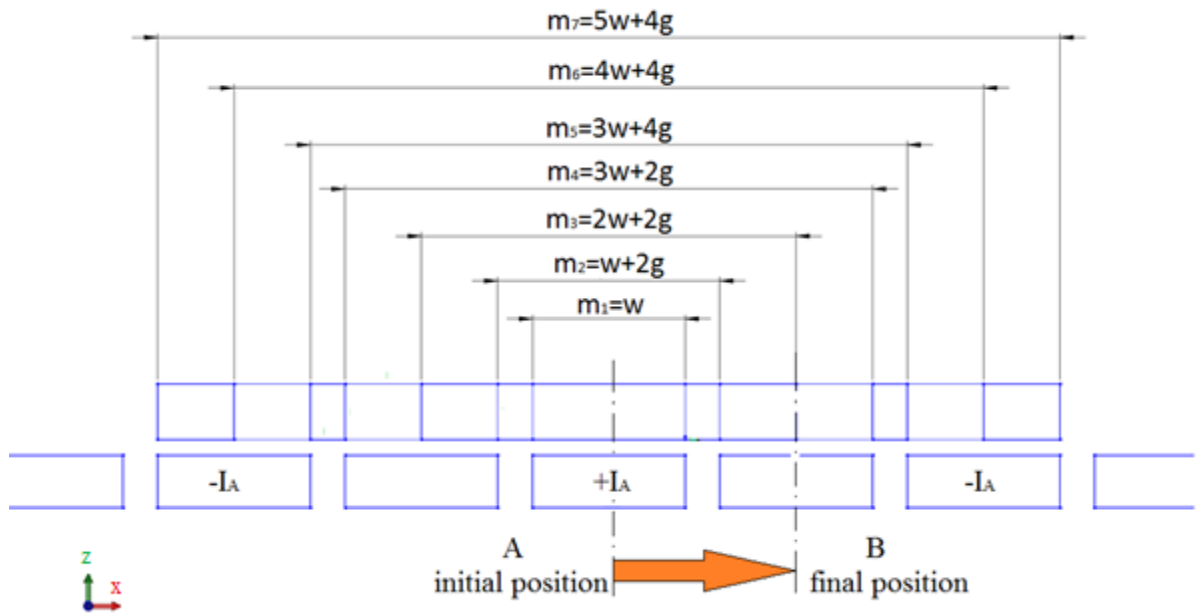 m₇=5w+4g
m₆=4w+4g
m₅=3w+4g
m₄=3w+2g
m₃=2w+2g
m₂=w+2g
m₁=w
-IA +IA -IA
A B
initial position final position
z
x